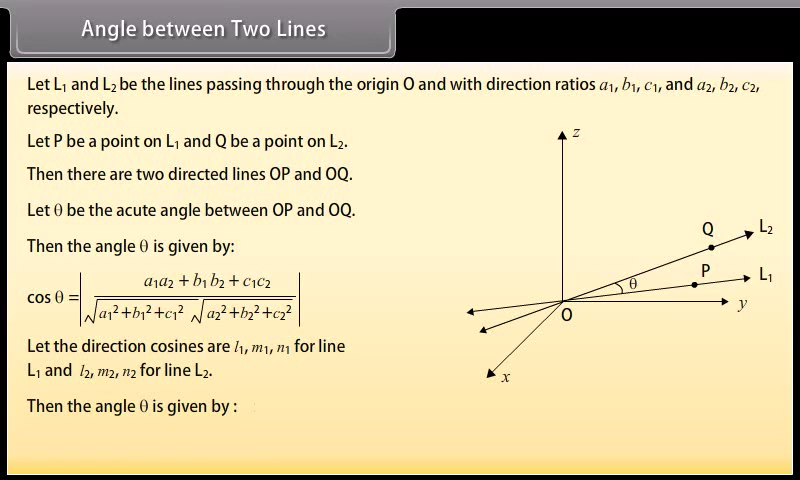 Angle between Two Lines
Let L₁ and L₂ be the lines passing through the origin O and with direction ratios a₁, b₁, c₁, and a₂, b₂, c₂,
respectively.
Let P be a point on L₁ and Q be a point on L₂.
Then there are two directed lines OP and OQ.
Let θ be the acute angle between OP and OQ.
Then the angle θ is given by:
cos θ = | (a₁a₂ + b₁b₂ + c₁c₂) / (√(a₁²+b₁²+c₁²) √(a₂²+b₂²+c₂²)) |
Let the direction cosines are l₁, m₁, n₁ for line
L₁ and l₂, m₂, n₂ for line L₂.
Then the angle θ is given by :
z
Q
L₂
P
L₁
θ
O
y
x